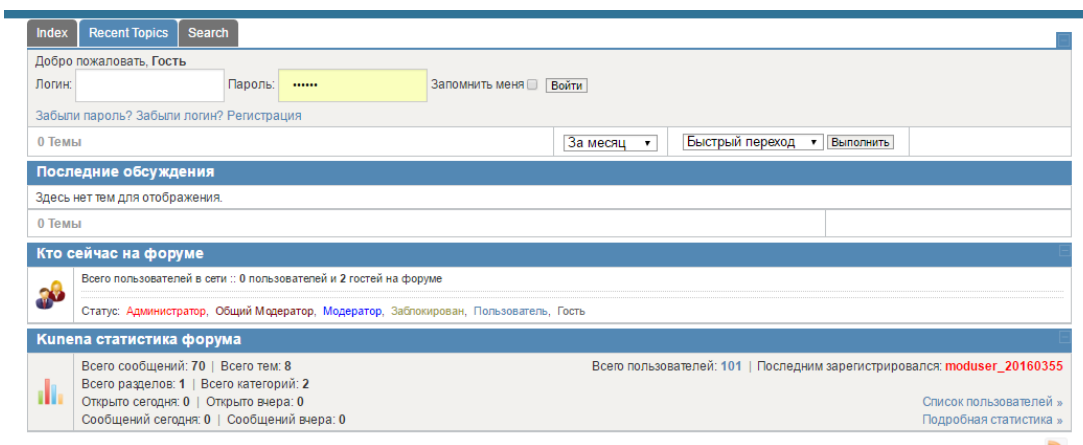 Index Recent Topics Search
Добро пожаловать, Гость
Логин: Пароль: •••••• Запомнить меня Войти
Забыли пароль? Забыли логин? Регистрация
0 Темы За месяц Быстрый переход Выполнить
Последние обсуждения
Здесь нет тем для отображения.
0 Темы
Кто сейчас на форуме
Всего пользователей в сети :: 0 пользователей и 2 гостей на форуме
Статус: Администратор, Общий Модератор, Модератор, Заблокирован, Пользователь, Гость
Kunena статистика форума
Всего сообщений: 70 | Всего тем: 8 Всего пользователей: 101 | Последним зарегистрировался: moduser_20160355
Всего разделов: 1 | Всего категорий: 2
Открыто сегодня: 0 | Открыто вчера: 0 Список пользователей »
Сообщений сегодня: 0 | Сообщений вчера: 0 Подробная статистика »